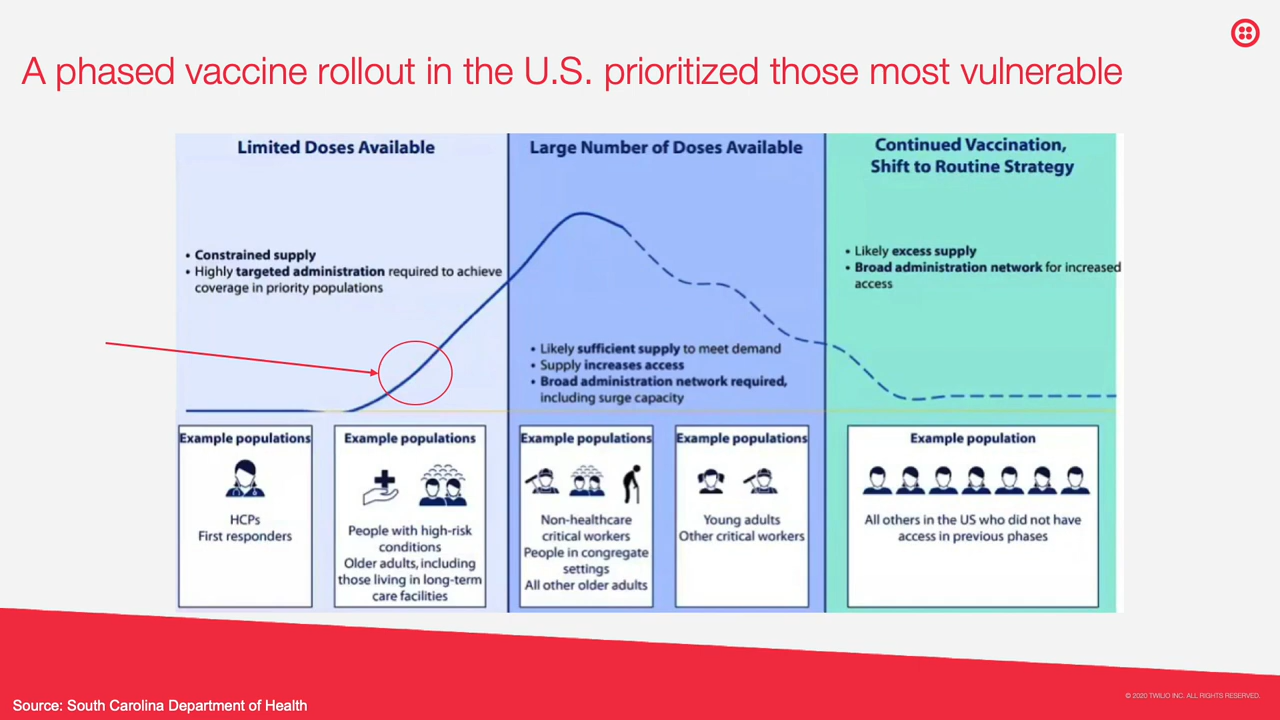 A phased vaccine rollout in the U.S. prioritized those most vulnerable
Limited Doses Available
• Constrained supply
• Highly targeted administration required to achieve
coverage in priority populations
Large Number of Doses Available
• Likely sufficient supply to meet demand
• Supply increases access
• Broad administration network required,
including surge capacity
Continued Vaccination,
Shift to Routine Strategy
• Likely excess supply
• Broad administration network for increased
access
Example populations
HCPs
First responders
Example populations
People with high-risk
conditions
Older adults, including
those living in long-term
care facilities
Example populations
Non-healthcare
critical workers
People in congregate
settings
All other older adults
Example populations
Young adults
Other critical workers
Example population
All others in the US who did not have
access in previous phases
Source: South Carolina Department of Health
© 2020 TWILIO INC. ALL RIGHTS RESERVED.